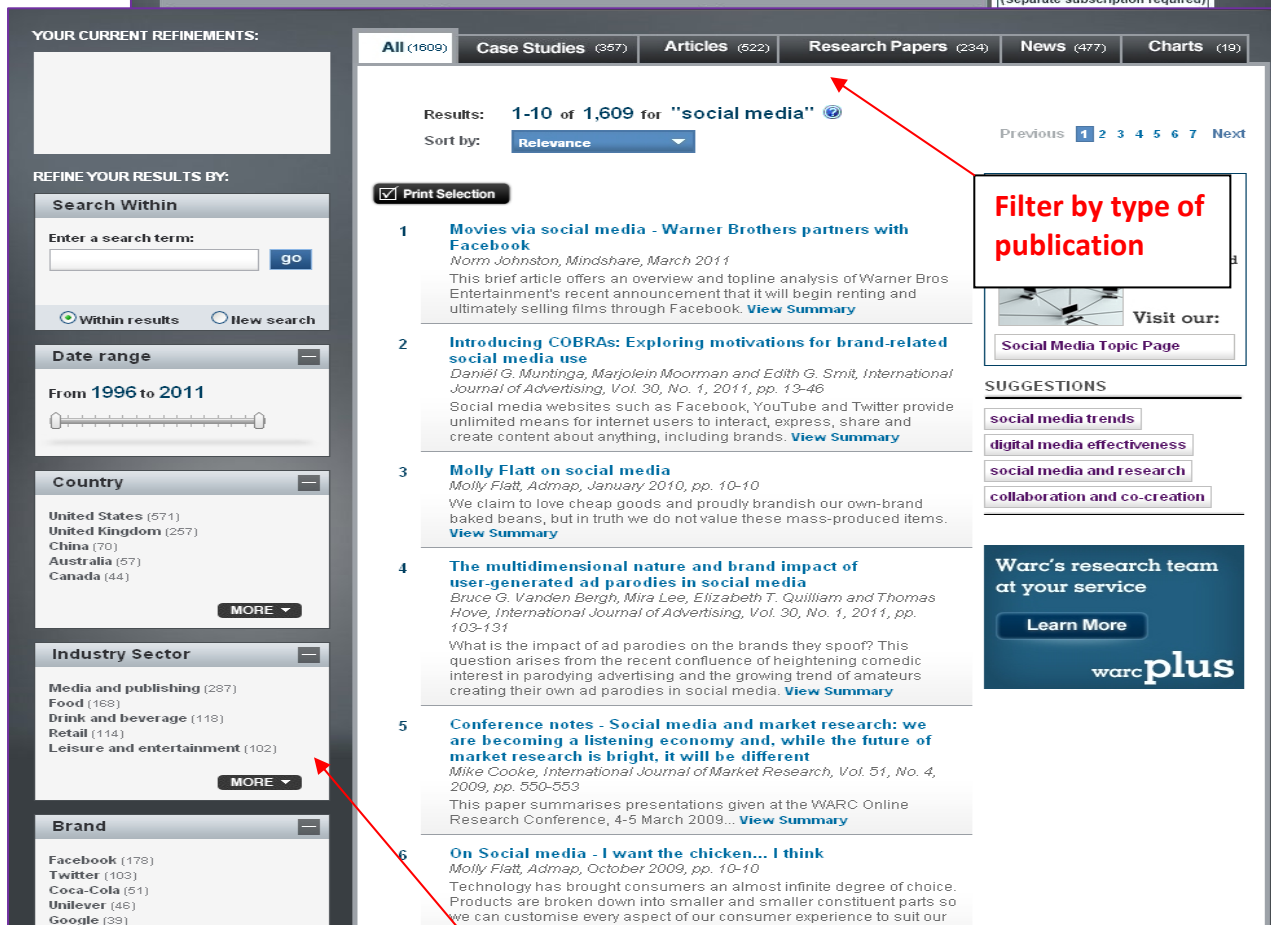 (Separate subscription required)
YOUR CURRENT REFINEMENTS:
REFINE YOUR RESULTS BY:
Search Within
Enter a search term:
go
Within results New search
Date range
From 1996 to 2011
Country
United States (571)
United Kingdom (257)
China (70)
Australia (57)
Canada (44)
MORE
Industry Sector
Media and publishing (287)
Food (168)
Drink and beverage (118)
Retail (114)
Leisure and entertainment (102)
MORE
Brand
Facebook (178)
Twitter (103)
Coca-Cola (51)
Unilever (46)
Google (39)
All (1609) Case Studies (357) Articles (522) Research Papers (234) News (477) Charts (19)
Results: 1-10 of 1,609 for "social media"
Sort by: Relevance
Previous 1 2 3 4 5 6 7 Next
Print Selection
1 Movies via social media - Warner Brothers partners with
Facebook
Norm Johnston, Mindshare, March 2011
This brief article offers an overview and topline analysis of Warner Bros
Entertainment's recent announcement that it will begin renting and
ultimately selling films through Facebook. View Summary
2 Introducing COBRAs: Exploring motivations for brand-related
social media use
Daniël G. Muntinga, Marjolein Moorman and Edith G. Smit, International
Journal of Advertising, Vol. 30, No. 1, 2011, pp. 13-46
Social media websites such as Facebook, YouTube and Twitter provide
unlimited means for internet users to interact, express, share and
create content about anything, including brands. View Summary
3 Molly Flatt on social media
Molly Flatt, Admap, January 2010, pp. 10-10
We claim to love cheap goods and proudly brandish our own-brand
baked beans, but in truth we do not value these mass-produced items.
View Summary
4 The multidimensional nature and brand impact of
user-generated ad parodies in social media
Bruce G. Vanden Bergh, Mira Lee, Elizabeth T. Quilliam and Thomas
Hove, International Journal of Advertising, Vol. 30, No. 1, 2011, pp.
103-131
What is the impact of ad parodies on the brands they spoof? This
question arises from the recent confluence of heightening comedic
interest in parodying advertising and the growing trend of amateurs
creating their own ad parodies in social media. View Summary
5 Conference notes - Social media and market research: we
are becoming a listening economy and, while the future of
market research is bright, it will be different
Mike Cooke, International Journal of Market Research, Vol. 51, No. 4,
2009, pp. 550-553
This paper summarises presentations given at the WARC Online
Research Conference, 4-5 March 2009... View Summary
6 On Social media - I want the chicken... I think
Molly Flatt, Admap, October 2009, pp. 10-10
Technology has brought consumers an almost infinite degree of choice.
Products are broken down into smaller and smaller constituent parts so
we can customise every aspect of our consumer experience to suit our
Filter by type of
publication
Visit our:
Social Media Topic Page
SUGGESTIONS
social media trends
digital media effectiveness
social media and research
collaboration and co-creation
Warc's research team
at your service
Learn More
warc plus